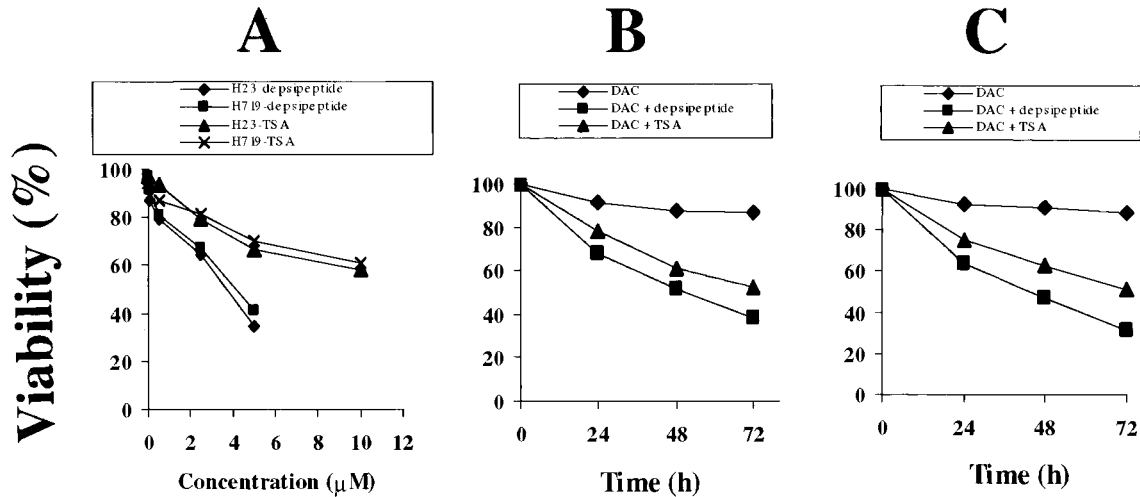 A
B
C
H23 depsipeptide
H719-depsipeptide
H23-TSA
H719-TSA
DAC
DAC + depsipeptide
DAC + TSA
DAC
DAC + depsipeptide
DAC + TSA
Viability (%)
100
80
60
40
20
0
0 2 4 6 8 10 12
Concentration (μM)
100
80
60
40
20
0
0 24 48 72
Time (h)
100
80
60
40
20
0
0 24 48 72
Time (h)